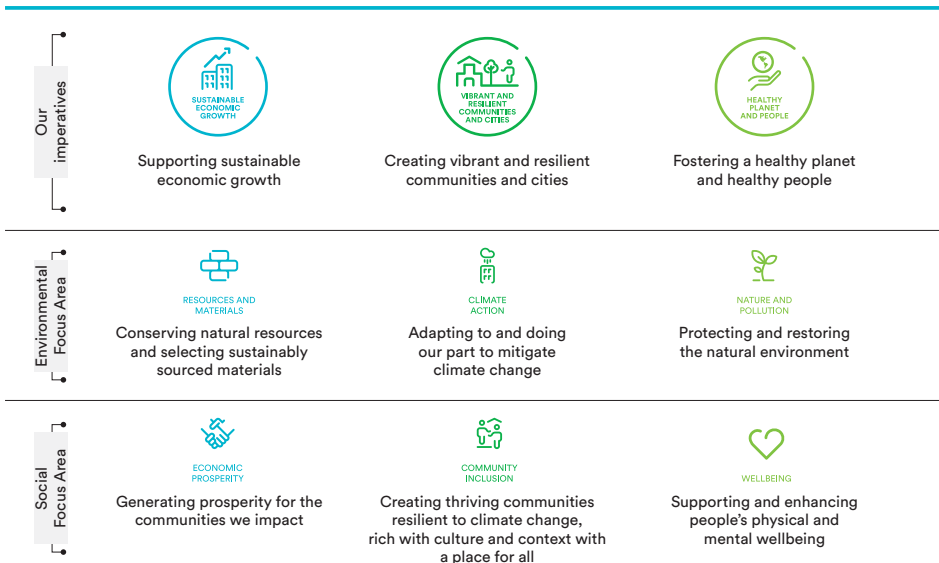 Our
imperatives
SUSTAINABLE
ECONOMIC
GROWTH
Supporting sustainable
economic growth
VIBRANT AND
RESILIENT
COMMUNITIES
AND CITIES
Creating vibrant and resilient
communities and cities
HEALTHY
PLANET
AND PEOPLE
Fostering a healthy planet
and healthy people
Environmental
Focus Area
RESOURCES AND
MATERIALS
Conserving natural resources
and selecting sustainably
sourced materials
CLIMATE
ACTION
Adapting to and doing
our part to mitigate
climate change
NATURE AND
POLLUTION
Protecting and restoring
the natural environment
Social
Focus Area
ECONOMIC
PROSPERITY
Generating prosperity for the
communities we impact
COMMUNITY
INCLUSION
Creating thriving communities
resilient to climate change,
rich with culture and context with
a place for all
WELLBEING
Supporting and enhancing
people's physical and
mental wellbeing